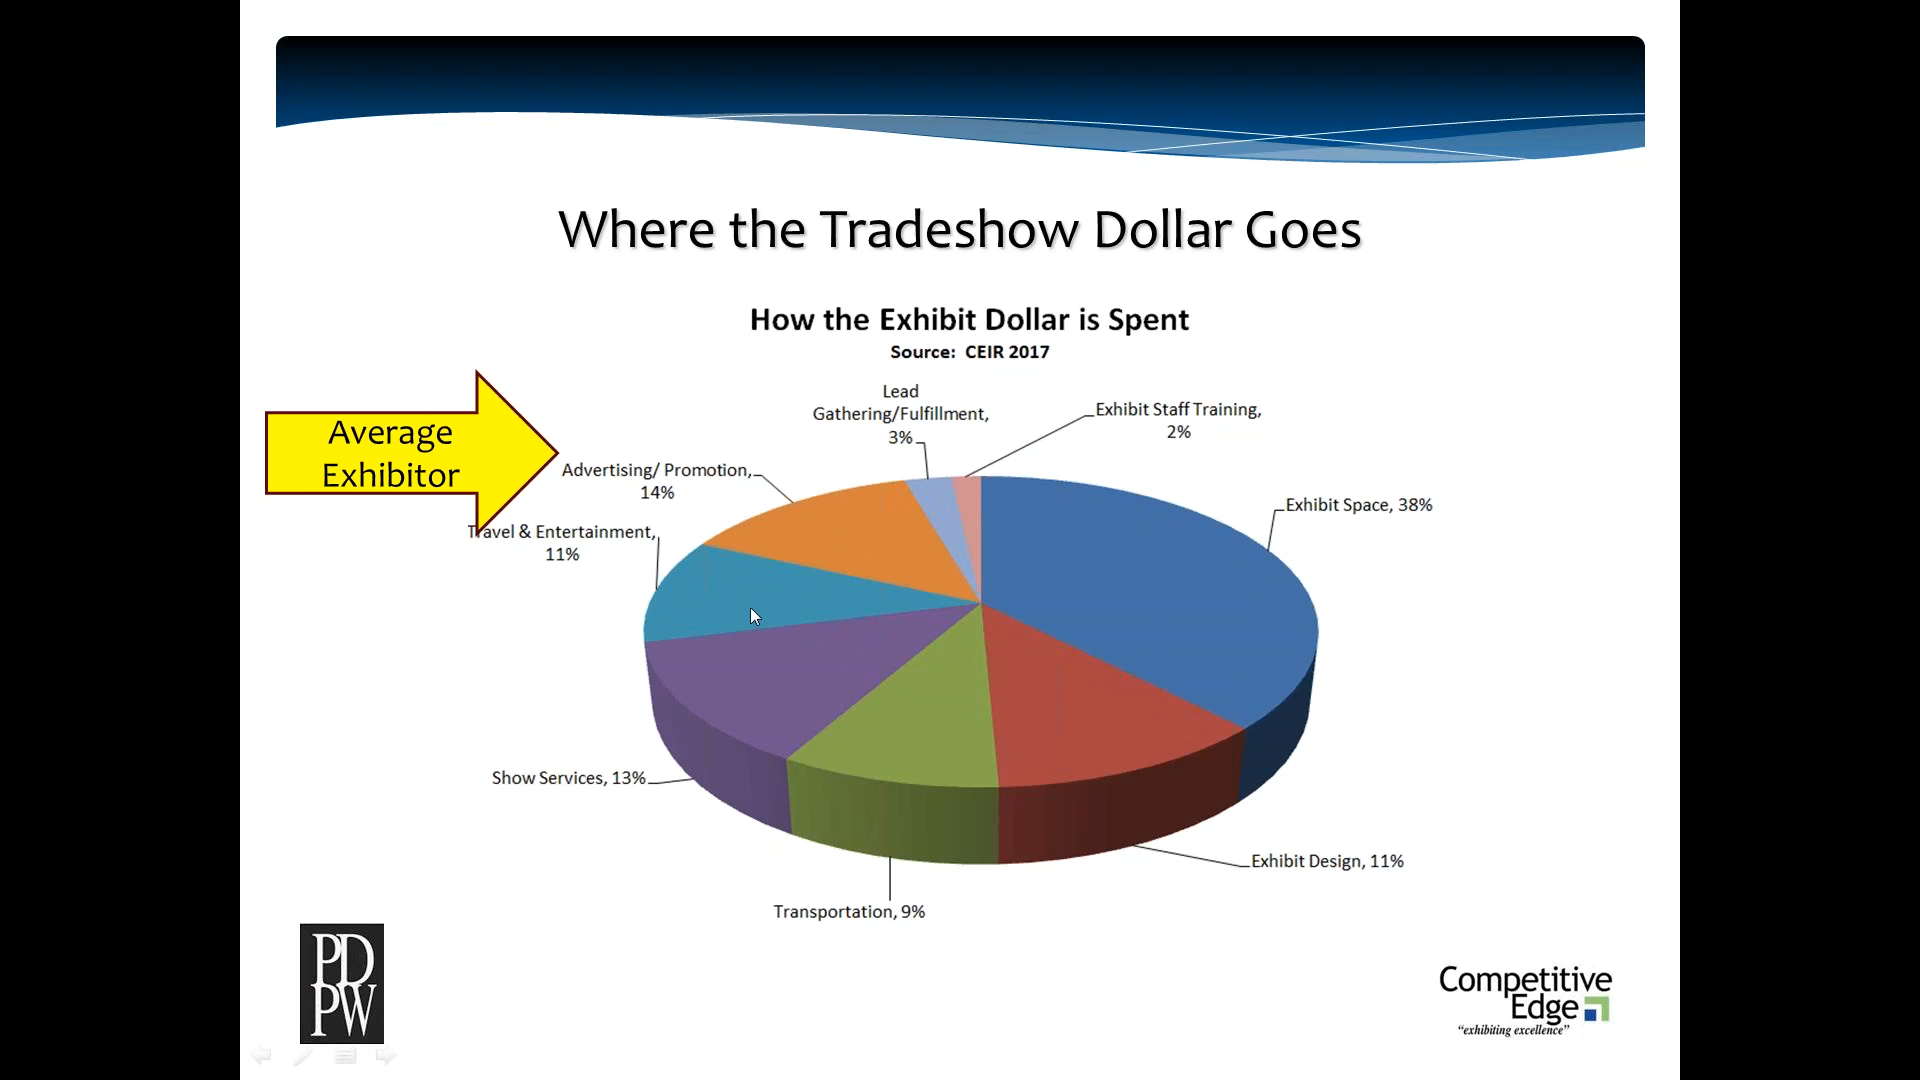 Where the Tradeshow Dollar Goes
How the Exhibit Dollar is Spent
Source: CEIR 2017
Average
Exhibitor
Lead
Gathering/Fulfillment,
3%
Exhibit Staff Training,
2%
Advertising/ Promotion,
14%
Exhibit Space, 38%
Travel & Entertainment,
11%
Show Services, 13%
Exhibit Design, 11%
Transportation, 9%
PD
PW
Competitive
Edge
“exhibiting excellence”